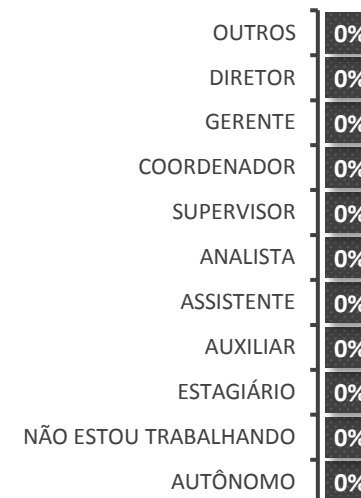 OUTROS 0%
DIRETOR 0%
GERENTE 0%
COORDENADOR 0%
SUPERVISOR 0%
ANALISTA 0%
ASSISTENTE 0%
AUXILIAR 0%
ESTAGIÁRIO 0%
NÃO ESTOU TRABALHANDO 0%
AUTÔNOMO 0%